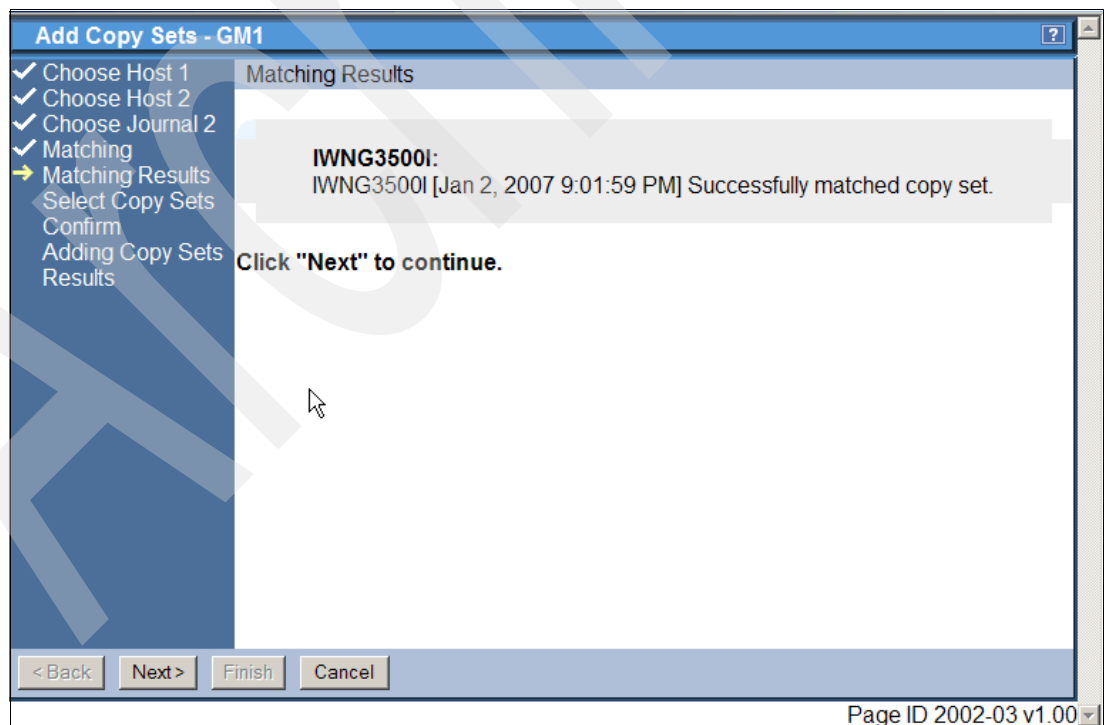 Add Copy Sets - GM1
?
Choose Host 1
Choose Host 2
Choose Journal 2
Matching
Matching Results
Select Copy Sets
Confirm
Adding Copy Sets
Results
Matching Results
IWNG3500I:
IWNG3500I [Jan 2, 2007 9:01:59 PM] Successfully matched copy set.
Click "Next" to continue.
< Back Next > Finish Cancel
Page ID 2002-03 v1.00